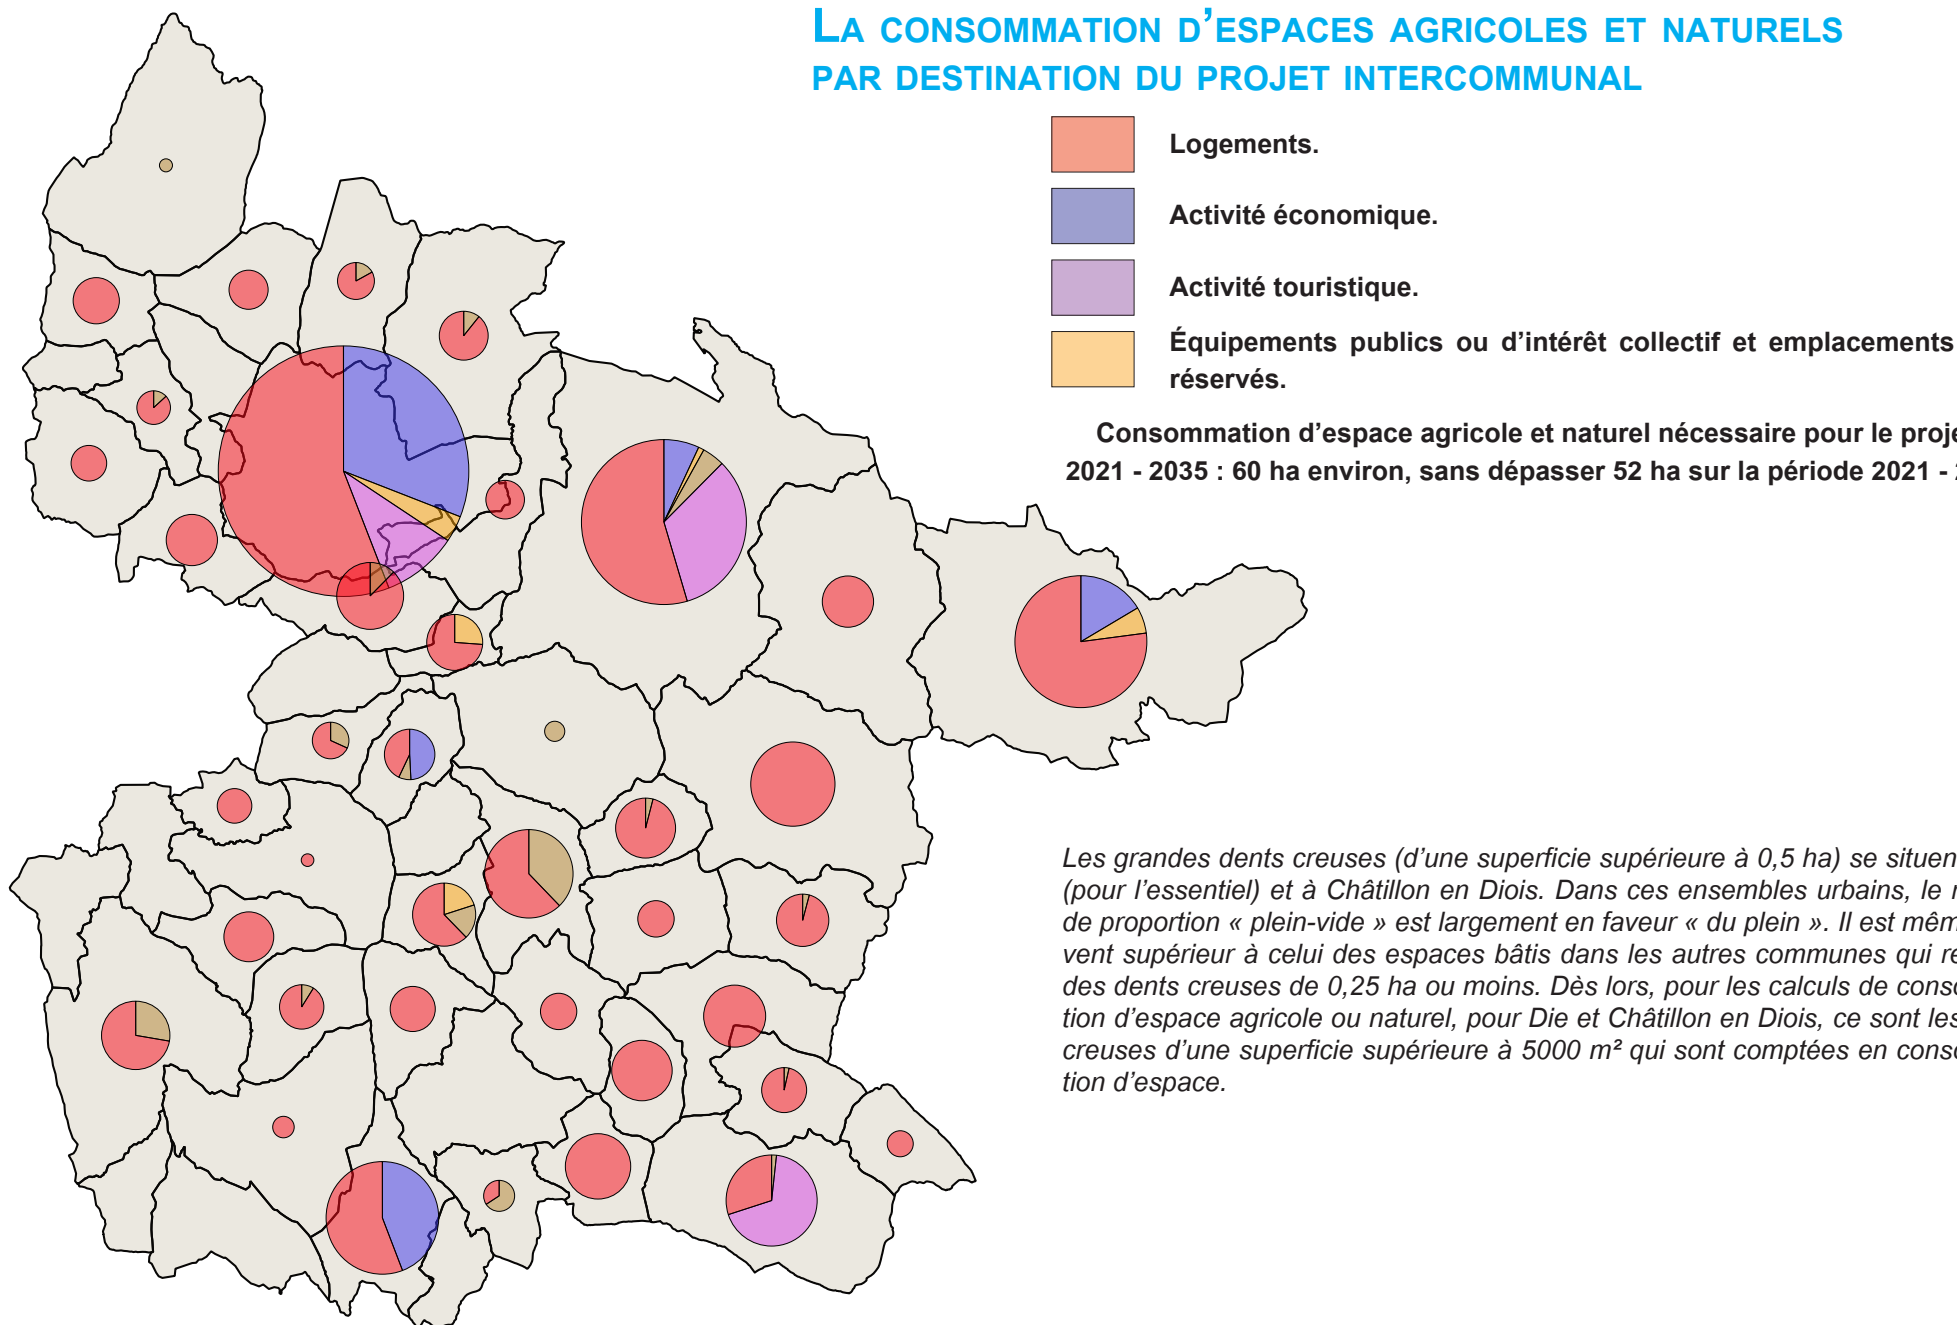 LA CONSOMMATION D'ESPACES AGRICOLES ET NATURELS
PAR DESTINATION DU PROJET INTERCOMMUNAL
Logements.
Activité économique.
Activité touristique.
Équipements publics ou d'intérêt collectif et emplacements
réservés.
Consommation d'espace agricole et naturel nécessaire pour le
2021 - 2035 : 60 ha environ, sans dépasser 52 ha sur la période 2021 -
Les grandes dents creuses (d'une superficie supérieure à 0,5 ha) se
(pour l'essentiel) et à Châtillon en Diois. Dans ces ensembles urbains, le
de proportion « plein-vide » est largement en faveur « du plein ». Il est
vent supérieur à celui des espaces bâtis dans les autres communes qui
des dents creuses de 0,25 ha ou moins. Dès lors, pour les calculs de
tion d'espace agricole ou naturel, pour Die et Châtillon en Diois, ce sont les
creuses d'une superficie supérieure à 5000 m² qui sont comptées en
tion d'espace.